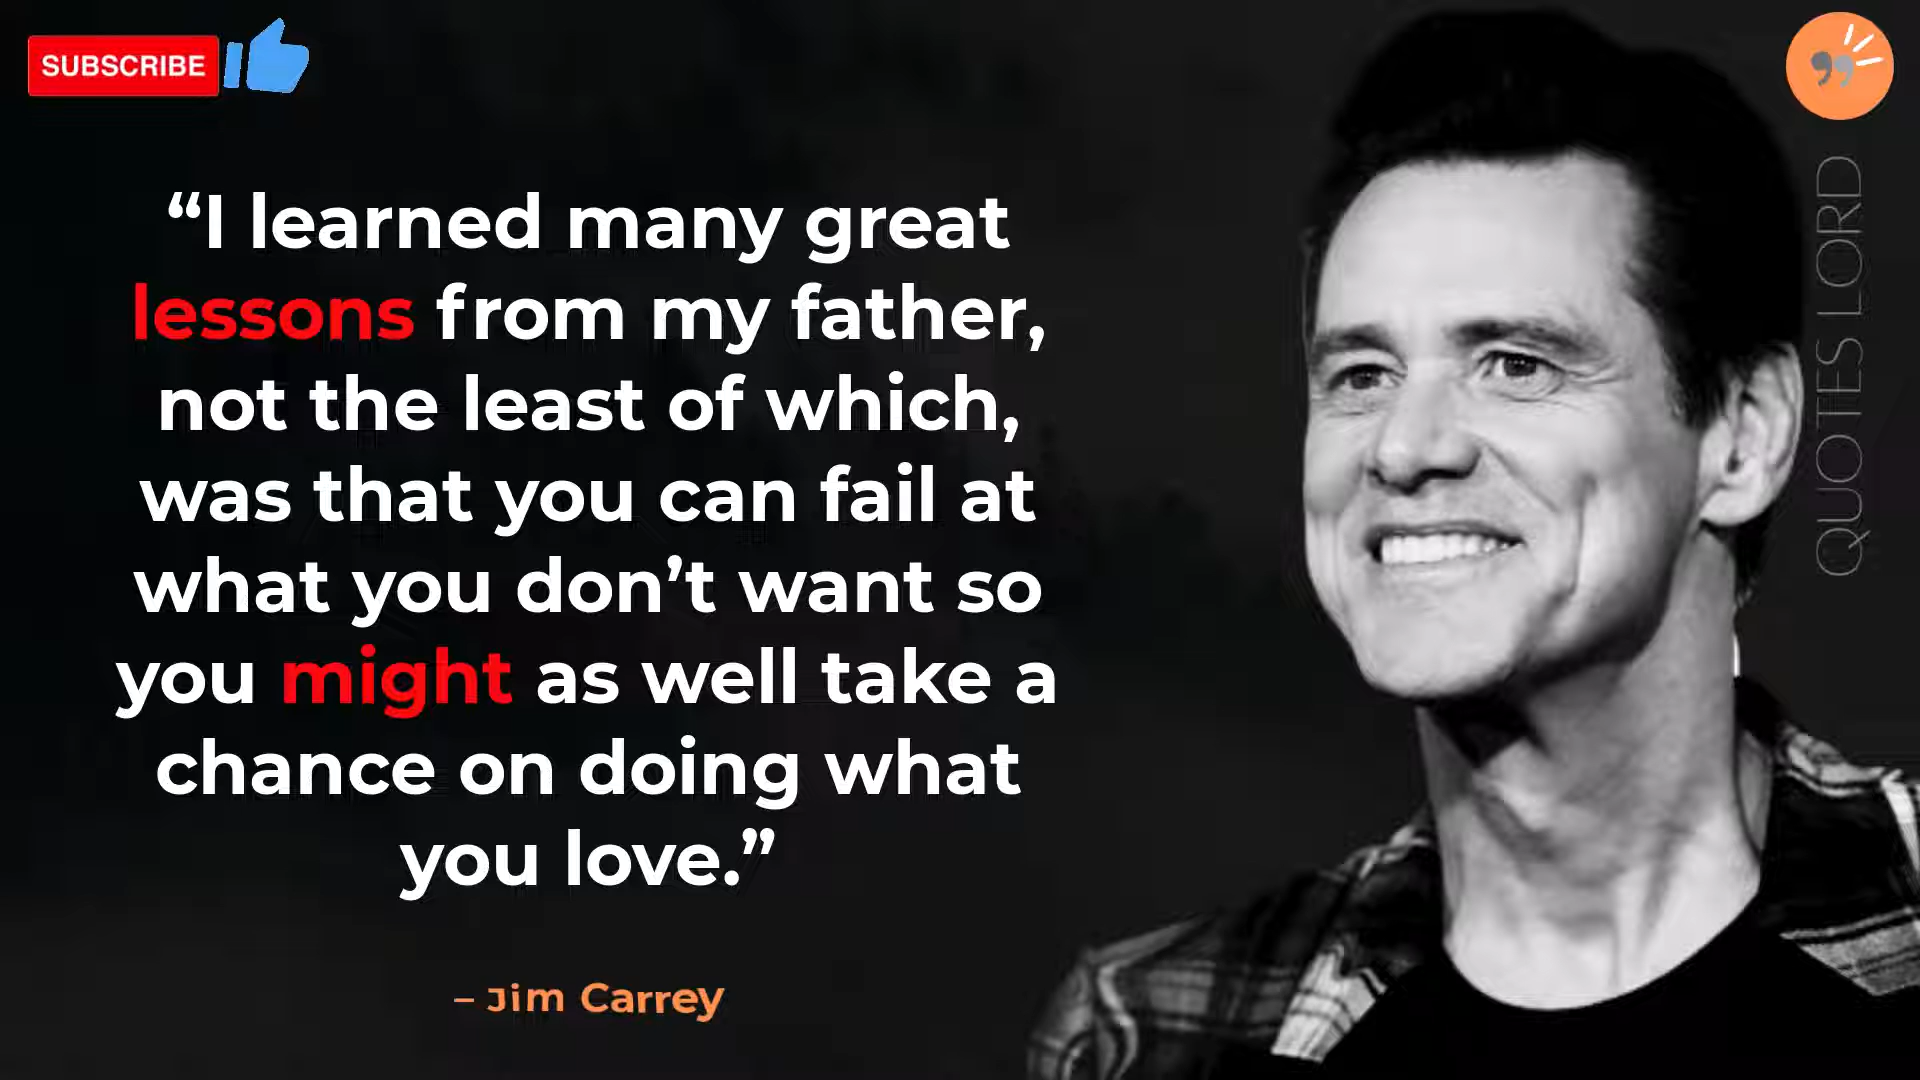 SUBSCRIBE
“I learned many great
lessons from my father,
not the least of which,
was that you can fail at
what you don’t want so
you might as well take a
chance on doing what
you love.”
– Jim Carrey
QUOTES LORD